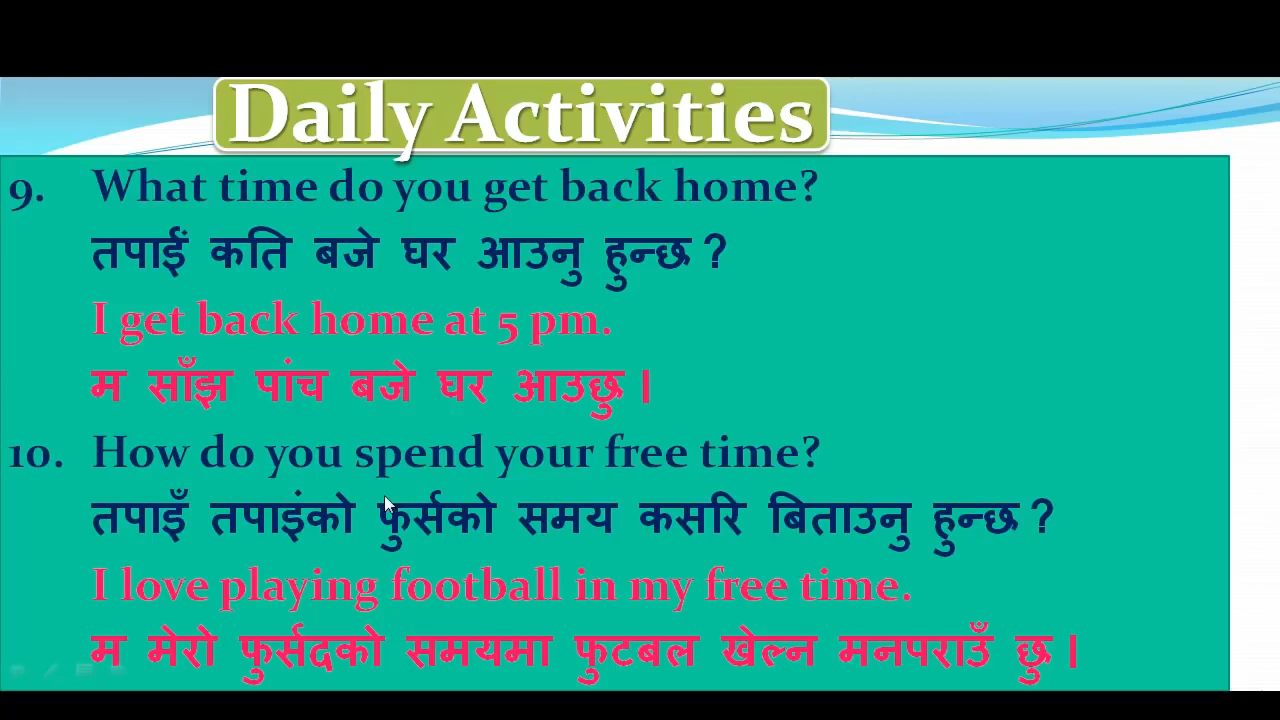 Daily Activities
9. What time do you get back home?
तपाईं कति बजे घर आउनु हुन्छ ?
I get back home at 5 pm.
म साँझ पांच बजे घर आउछु ।
10. How do you spend your free time?
तपाइँ तपाइंको फुर्सको समय कसरि बिताउनु हुन्छ ?
I love playing football in my free time.
म मेरो फुर्सदको समयमा फुटबल खेल्न मनपराउँ छु ।